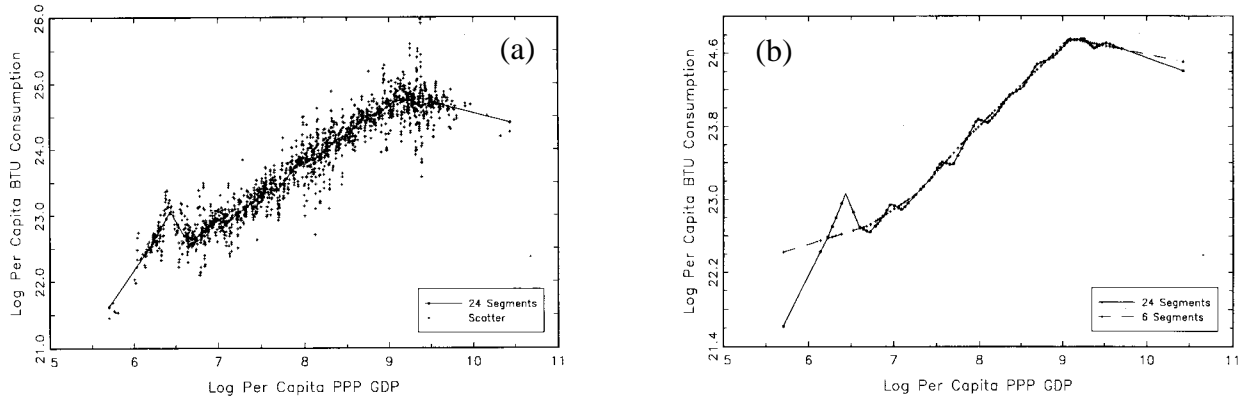 (a)
Log Per Capita BTU Consumption
26.0
25.0
24.0
23.0
22.0
21.0
24 Segments
Scatter
5 6 7 8 9 10 11
Log Per Capita PPP GDP
(b)
Log Per Capita BTU Consumption
24.6
23.8
23.0
22.2
21.4
24 Segments
6 Segments
5 6 7 8 9 10 11
Log Per Capita PPP GDP